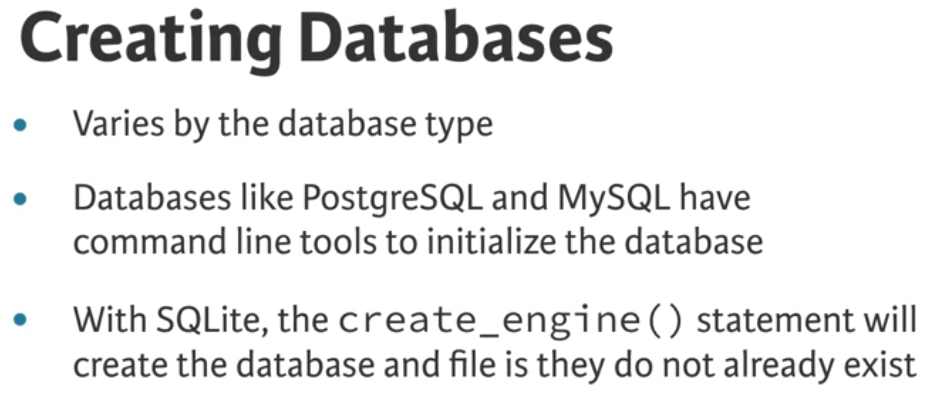 Creating Databases
• Varies by the database type
• Databases like PostgreSQL and MySQL have
command line tools to initialize the database
• With SQLite, the create_engine() statement will
create the database and file is they do not already exist